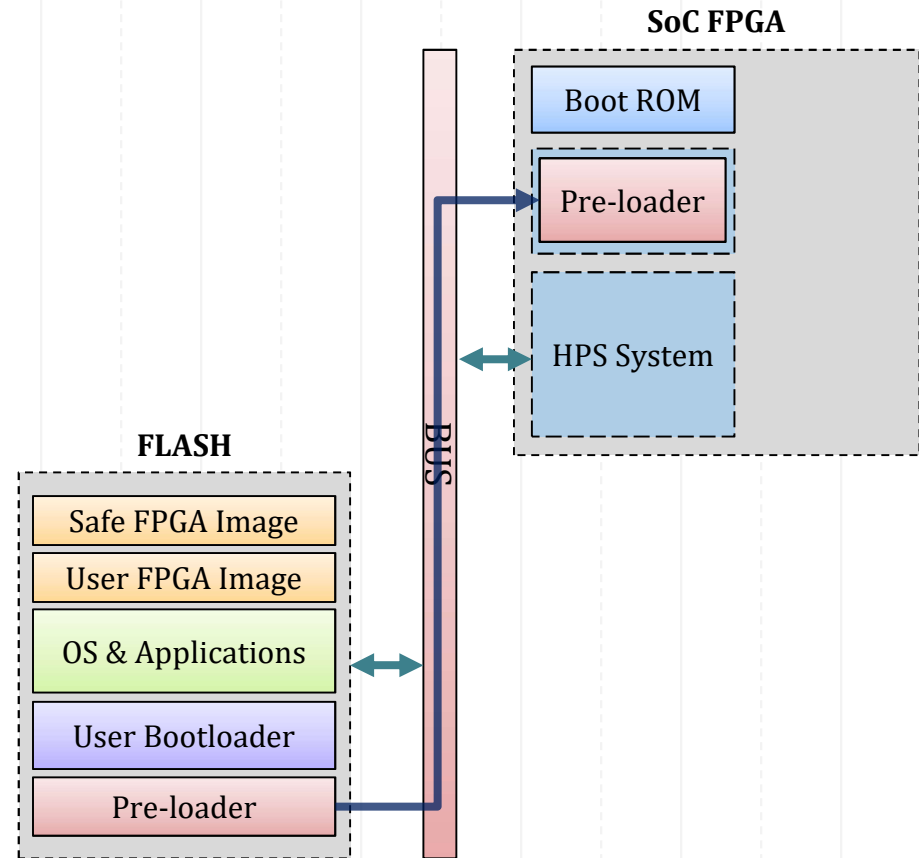 SoC FPGA
Boot ROM
Pre-loader
HPS System
BUS
FLASH
Safe FPGA Image
User FPGA Image
OS & Applications
User Bootloader
Pre-loader